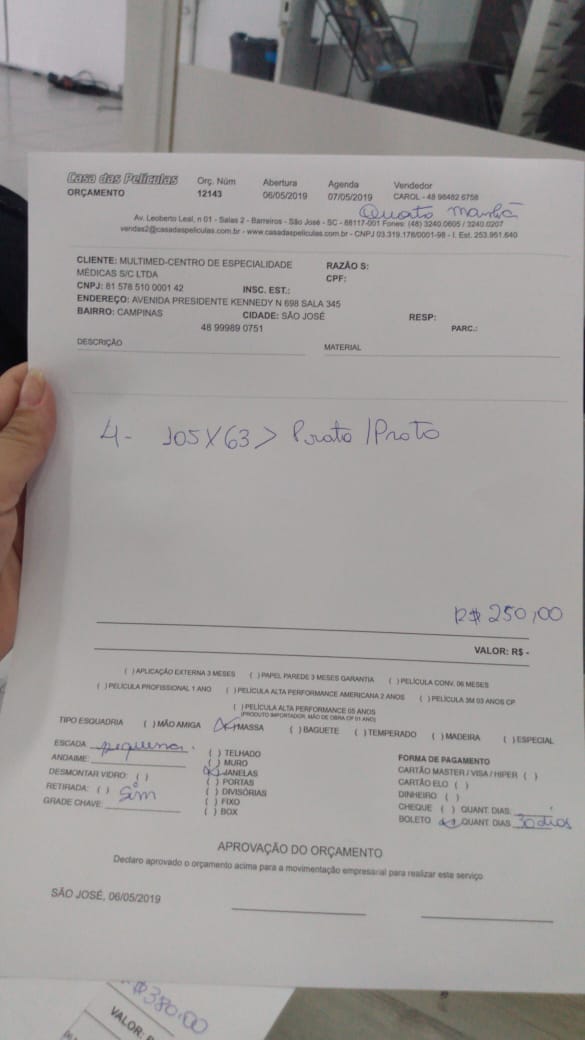 Casa das Películas Orç. Núm Abertura Agenda Vendedor
ORÇAMENTO 12143 06/05/2019 07/05/2019 CAROL - 48 98482 6758
Manhã
Av. Leoberto Leal, n 01 - Salas 2 - Barreiros - São José - SC - 88117-001 Fones: (48) 3240.0605 / 3240.0207
vendas2@casadaspeliculas.com.br - www.casadaspeliculas.com.br - CNPJ 03.319.178/0001-98 - I. Est. 253.951.640
CLIENTE: MULTIMED-CENTRO DE ESPECIALIDADE RAZÃO S:
MÉDICAS S/C LTDA CPF:
CNPJ: 81 578 510 0001 42 INSC. EST.:
ENDEREÇO: AVENIDA PRESIDENTE KENNEDY N 698 SALA 345
BAIRRO: CAMPINAS CIDADE: SÃO JOSÉ RESP:
48 99989 0751 PARC.:
DESCRIÇÃO MATERIAL
4- 105X63 > Prata /Prata
R$ 250,00
VALOR: R$ -
( ) APLICAÇÃO EXTERNA 3 MESES ( ) PAPEL PAREDE 3 MESES GARANTIA ( ) PELÍCULA CONV. 06 MESES
( ) PELÍCULA PROFISSIONAL 1 ANO ( ) PELÍCULA ALTA PERFORMANCE AMERICANA 2 ANOS ( ) PELÍCULA 3M 03 ANOS CP
( ) PELÍCULA ALTA PERFORMANCE 05 ANOS
(PRODUTO IMPORTADOR, MÃO DE OBRA CP 01 ANO)
TIPO ESQUADRIA ( ) MÃO AMIGA (x) MASSA ( ) BAGUETE ( ) TEMPERADO ( ) MADEIRA ( ) ESPECIAL
ESCADA pequena. ( ) TELHADO FORMA DE PAGAMENTO
ANDAIME: ( ) MURO CARTÃO MASTER / VISA / HIPER ( )
DESMONTAR VIDRO: ( ) (x) JANELAS CARTÃO ELO ( )
RETIRADA: ( ) Sim ( ) PORTAS DINHEIRO ( )
GRADE CHAVE: ( ) DIVISÓRIAS CHEQUE ( ) QUANT. DIAS:
( ) FIXO BOLETO (x) QUANT DIAS 30 dias
( ) BOX
APROVAÇÃO DO ORÇAMENTO
Declaro aprovado o orçamento acima para a movimentação empresarial para realizar este serviço
SÃO JOSÉ, 06/05/2019
R$380,00
VALOR: